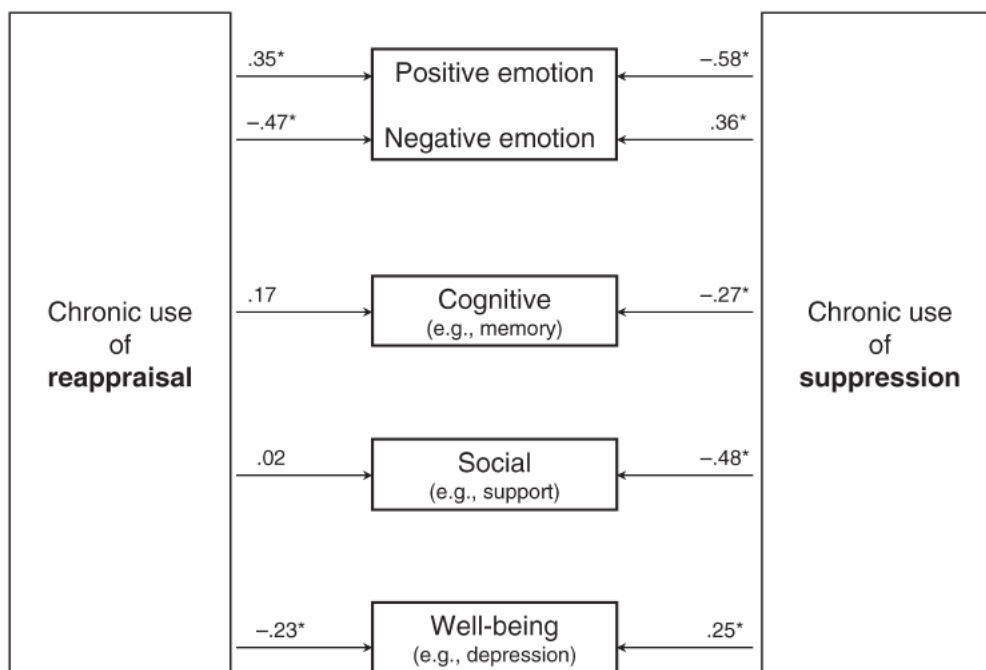 .35*
Positive emotion
–.58*
–.47*
Negative emotion
.36*
Chronic use
of
reappraisal
.17
Cognitive
(e.g., memory)
–.27*
Chronic use
of
suppression
.02
Social
(e.g., support)
–.48*
–.23*
Well-being
(e.g., depression)
.25*